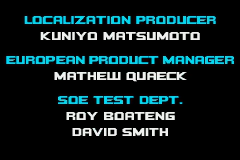 LOCALIZATION PRODUCER
KUNIYO MATSUMOTO
EUROPEAN PRODUCT MANAGER
MATHEW QUAECK
SOE TEST DEPT.
ROY BOATENG
DAVID SMITH